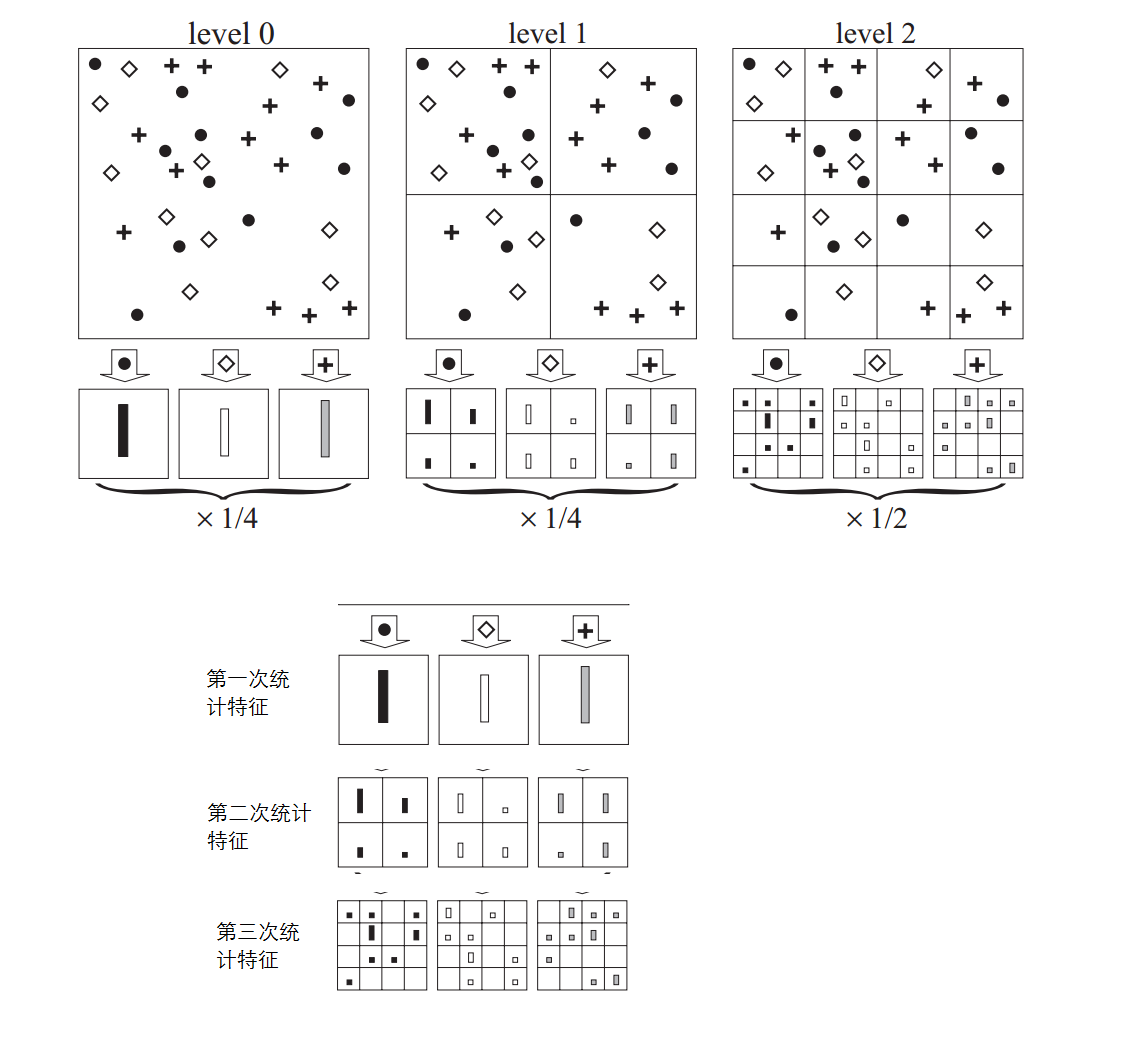 level 0
level 1
level 2
× 1/4
× 1/4
× 1/2
第一次统
计特征
第二次统计
特征
第三次统
计特征